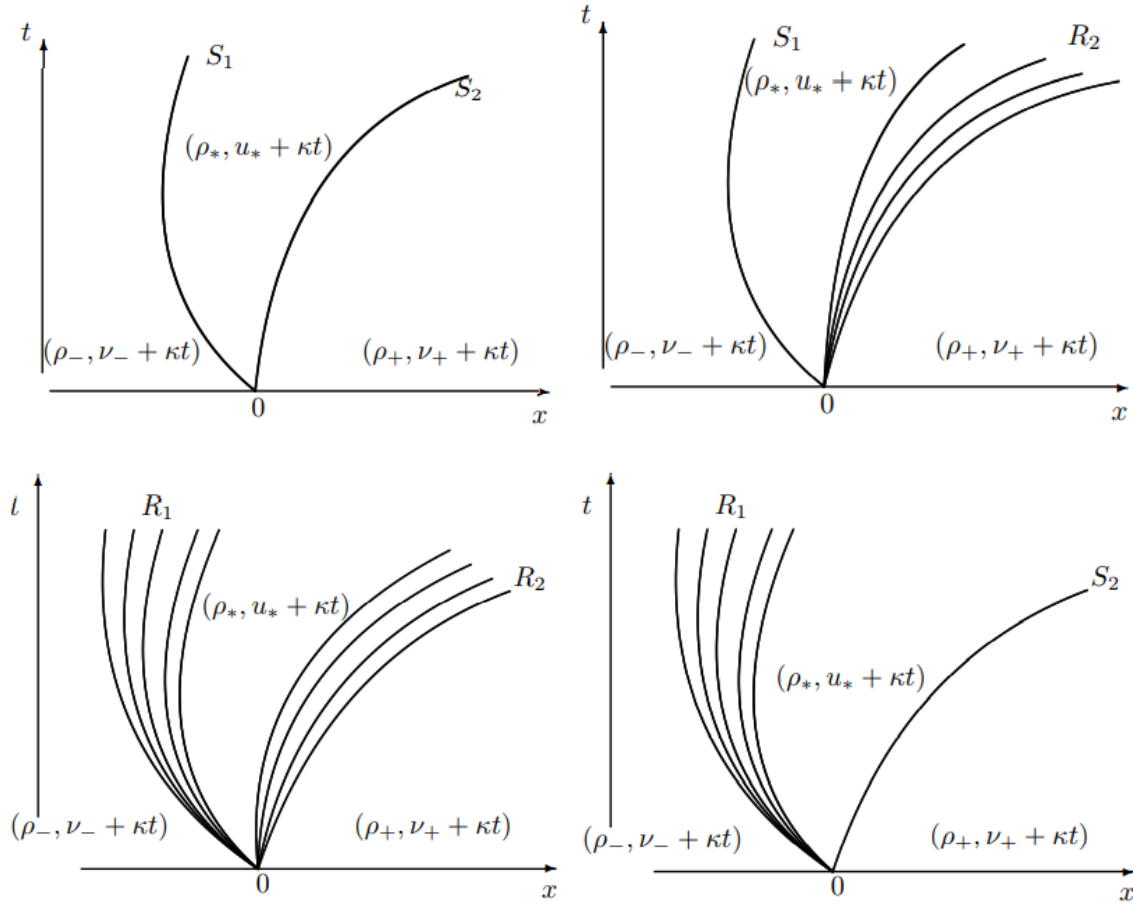 t
S₁
S₂
(ρ∗, u∗ + κt)
(ρ₋, ν₋ + κt)
(ρ₊, ν₊ + κt)
0
x
t
S₁
R₂
(ρ∗, u∗ + κt)
(ρ₋, ν₋ + κt)
(ρ₊, ν₊ + κt)
0
x
t
R₁
R₂
(ρ∗, u∗ + κt)
(ρ₋, ν₋ + κt)
(ρ₊, ν₊ + κt)
0
x
t
R₁
S₂
(ρ∗, u∗ + κt)
(ρ₋, ν₋ + κt)
(ρ₊, ν₊ + κt)
0
x